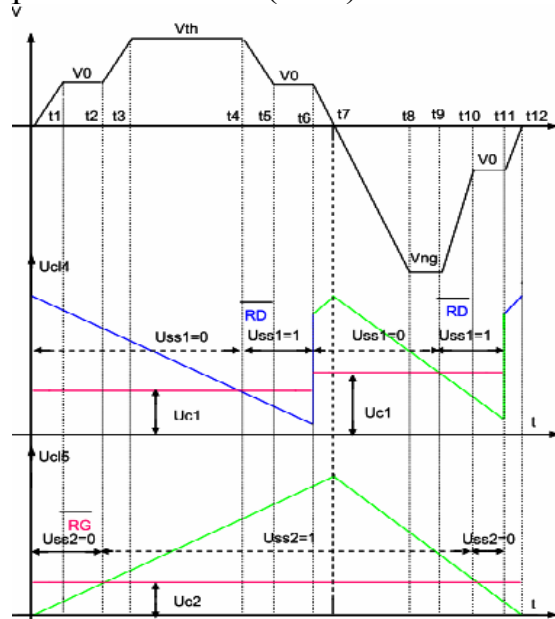 v
Vth
V0
V0
t1 t2 t3 t4 t5 t6 t7 t8 t9 t10 t11 t12
V0
Vng
Ucl4
RD
RD
Uss1=0 Uss1=1 Uss1=0 Uss1=1
Uc1
Uc1
t
Ucl5
RG
Uss2=0 Uss2=1 Uss2=0
Uc2
t